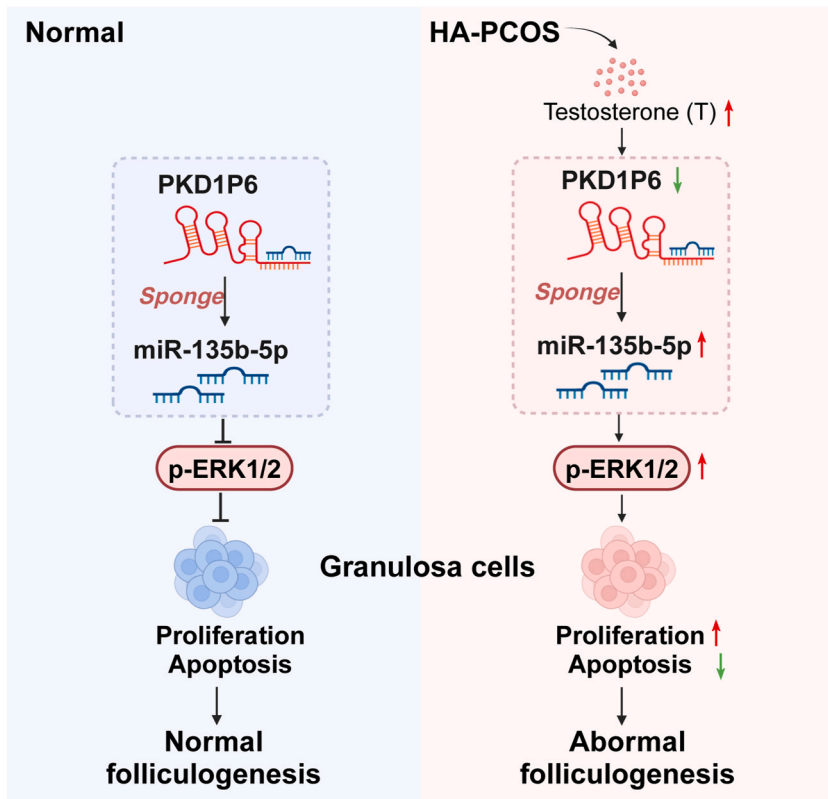 Normal
PKD1P6
Sponge
miR-135b-5p
p-ERK1/2
Proliferation
Apoptosis
Normal
folliculogenesis
Granulosa cells
HA-PCOS
Testosterone (T)
PKD1P6
Sponge
miR-135b-5p
p-ERK1/2
Proliferation
Apoptosis
Abormal
folliculogenesis